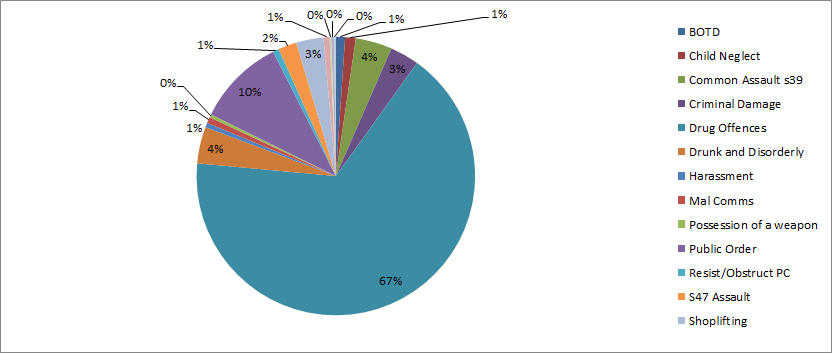 1%
0%
0%
0%
1%
1%
BOTD
Child Neglect
Common Assault s39
Criminal Damage
Drug Offences
Drunk and Disorderly
Harassment
Mal Comms
Possession of a weapon
Public Order
Resist/Obstruct PC
S47 Assault
Shoplifting
1%
2%
3%
4%
3%
0%
10%
1%
1%
4%
67%